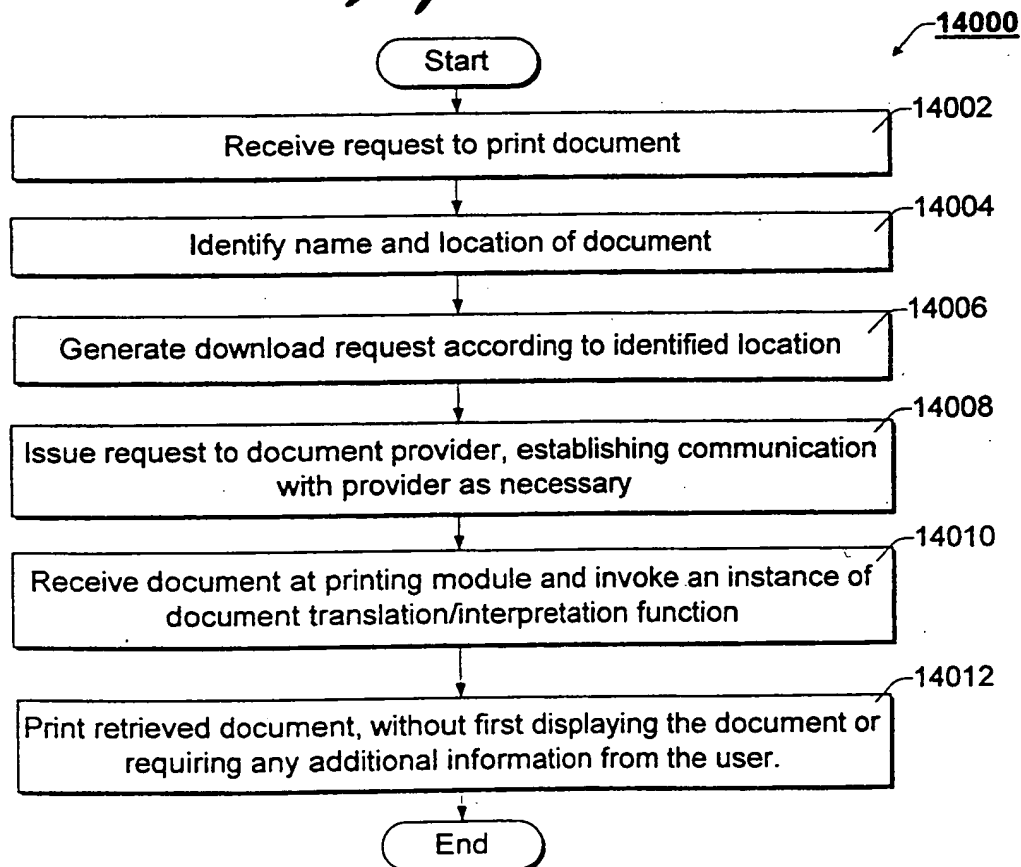 14000
Start
14002
Receive request to print document
14004
Identify name and location of document
14006
Generate download request according to identified location
14008
Issue request to document provider, establishing communication
with provider as necessary
14010
Receive document at printing module and invoke an instance of
document translation/interpretation function
14012
Print retrieved document, without first displaying the document or
requiring any additional information from the user.
End